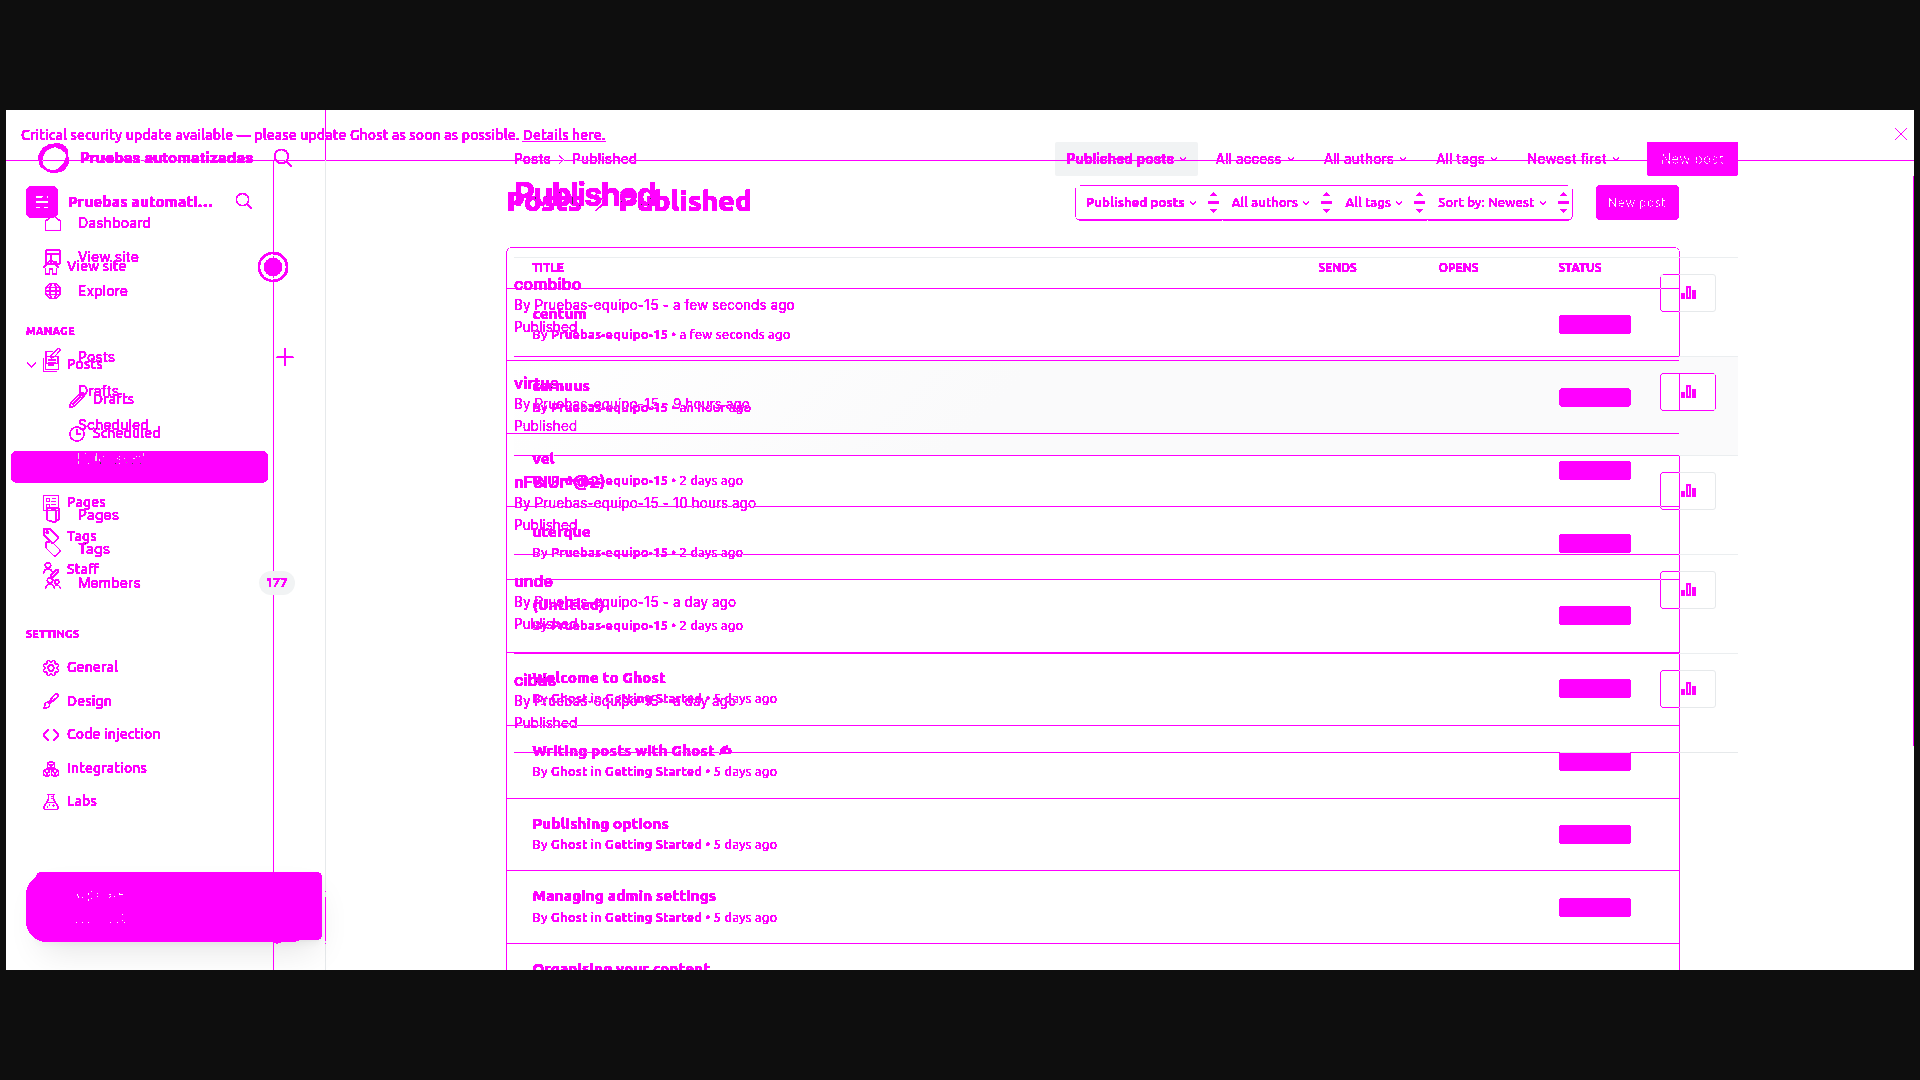 Critical security update available — please update Ghost as soon as possible. Details here.
Pruebas automatizadas
Posts > Published
Published posts
All access
All authors
All tags
Newest first
New post
Pruebas automati...
Published
Posts > Published
Published posts
All authors
All tags
Sort by: Newest
New post
Dashboard
View site
View site
Explore
MANAGE
Posts
Posts
Drafts
Drafts
Scheduled
Scheduled
Pages
Pages
Tags
Tags
Staff
Members
177
SETTINGS
General
Design
Code injection
Integrations
Labs
TITLE
SENDS
OPENS
STATUS
combibo
By Pruebas-equipo-15 - a few seconds ago
Published
centum
By Pruebas-equipo-15 • a few seconds ago
virtus
By Pruebas-equipo-15 - 9 hours ago
Published
By Pruebas-equipo-15 • an hour ago
vel
By Pruebas-equipo-15 • 2 days ago
By Pruebas-equipo-15 - 10 hours ago
Published
uterque
By Pruebas-equipo-15 • 2 days ago
unde
By Pruebas-equipo-15 - a day ago
Published
(Untitled)
By Pruebas-equipo-15 • 2 days ago
By Pruebas-equipo-15 - a day ago
Published
Welcome to Ghost
By Ghost in Getting Started • 5 days ago
Writing posts with Ghost ✍
By Ghost in Getting Started • 5 days ago
Publishing options
By Ghost in Getting Started • 5 days ago
Managing admin settings
By Ghost in Getting Started • 5 days ago
Organising your content